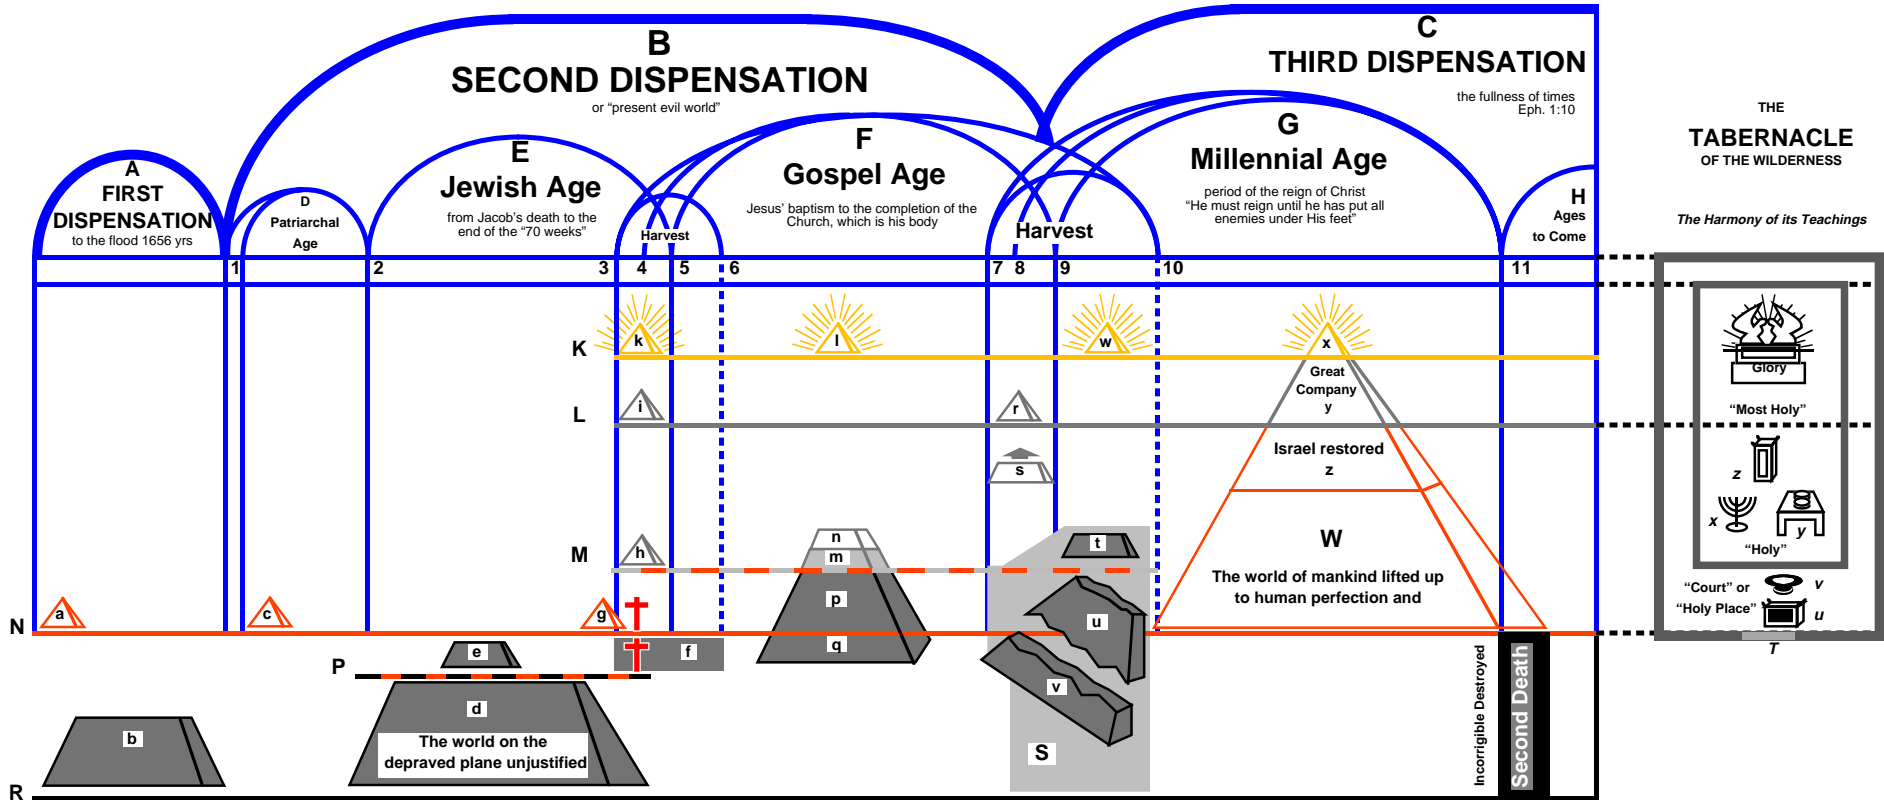 A
FIRST
DISPENSATION
to the flood 1656 yrs
B
SECOND DISPENSATION
or “present evil world”
C
THIRD DISPENSATION
the fullness of times
Eph. 1:10
D
Patriarchal
Age
E
Jewish Age
from Jacob’s death to the
end of the “70 weeks”
Harvest
F
Gospel Age
Jesus’ baptism to the completion of the
Church, which is his body
Harvest
G
Millennial Age
period of the reign of Christ
“He must reign until he has put all
enemies under His feet”
H
Ages
to Come
1 2 3 4 5 6 7 8 9 10 11
K
k
l
w
x
Great
Company
y
L
i
r
s
Israel restored
z
M
h
n
m
p
q
t
u
v
S
W
The world of mankind lifted up
to human perfection and
N
a
c
g
f
P
e
d
The world on the
depraved plane unjustified
b
R
Incorrigible Destroyed
Second Death
THE
TABERNACLE
OF THE WILDERNESS
The Harmony of its Teachings
Glory
“Most Holy”
z
x
y
“Holy”
“Court” or
“Holy Place”
v
u
T